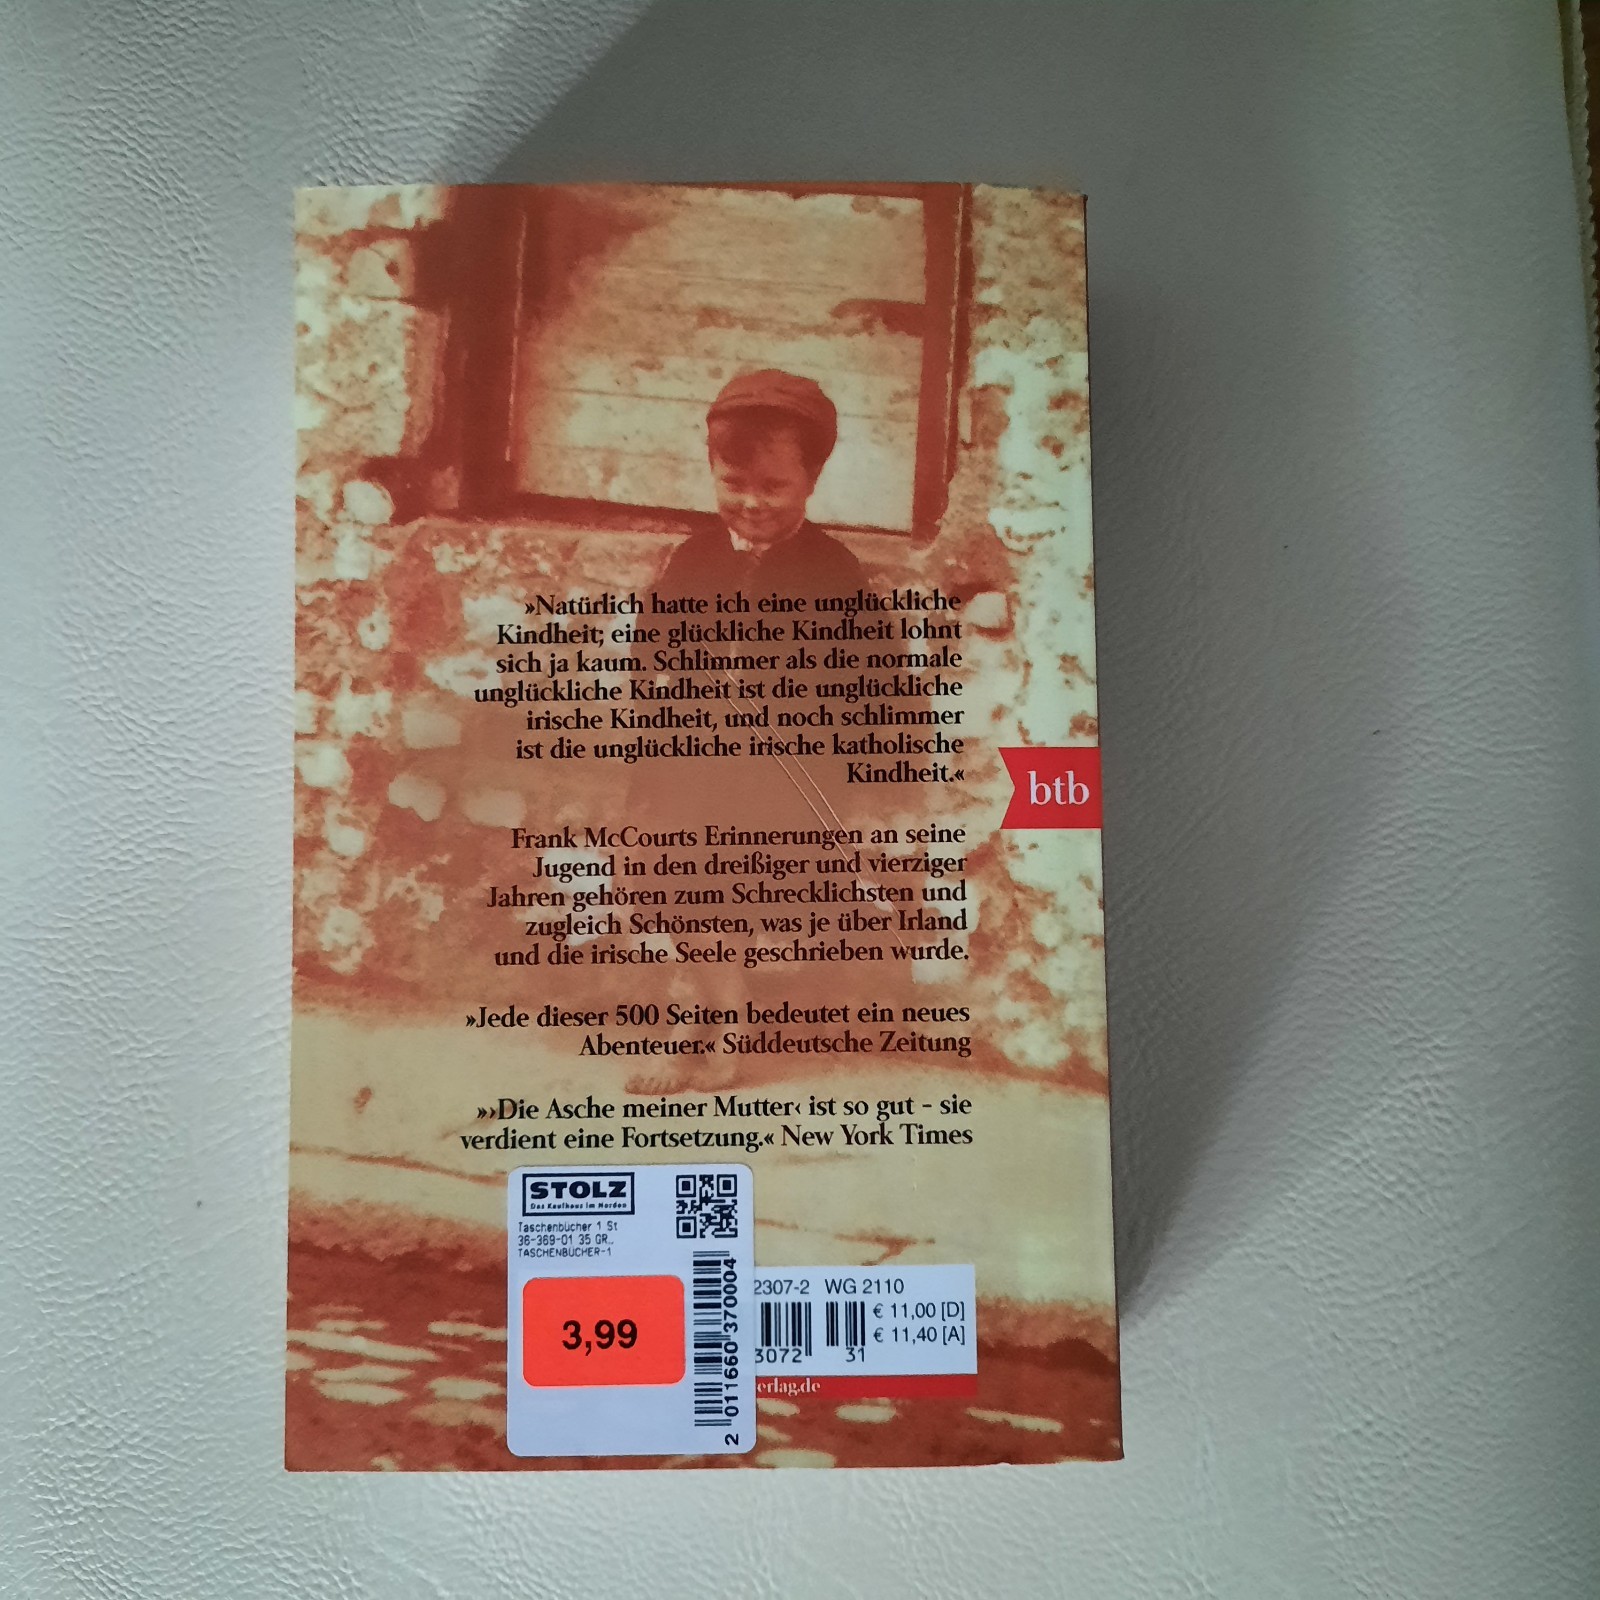 »Natürlich hatte ich eine unglückliche
Kindheit; eine glückliche Kindheit lohnt
sich ja kaum. Schlimmer als die normale
unglückliche Kindheit ist die unglückliche
irische Kindheit, und noch schlimmer
ist die unglückliche irische katholische
Kindheit.«
btb
Frank McCourts Erinnerungen an seine
Jugend in den dreißiger und vierziger
Jahren gehören zum Schrecklichsten und
zugleich Schönsten, was je über Irland
und die irische Seele geschrieben wurde.
»Jede dieser 500 Seiten bedeutet ein neues
Abenteuer.« Süddeutsche Zeitung
»›Die Asche meiner Mutter‹ ist so gut – sie
verdient eine Fortsetzung.« New York Times
STOLZ
Das Kaufhaus im Norden
Taschenbücher 1 St
36-369-01 35 GR..
TASCHENBÜCHER-1
3,99
2 011660 370004
2307-2 WG 2110
€ 11,00 [D]
€ 11,40 [A]
3072 31
erlag.de